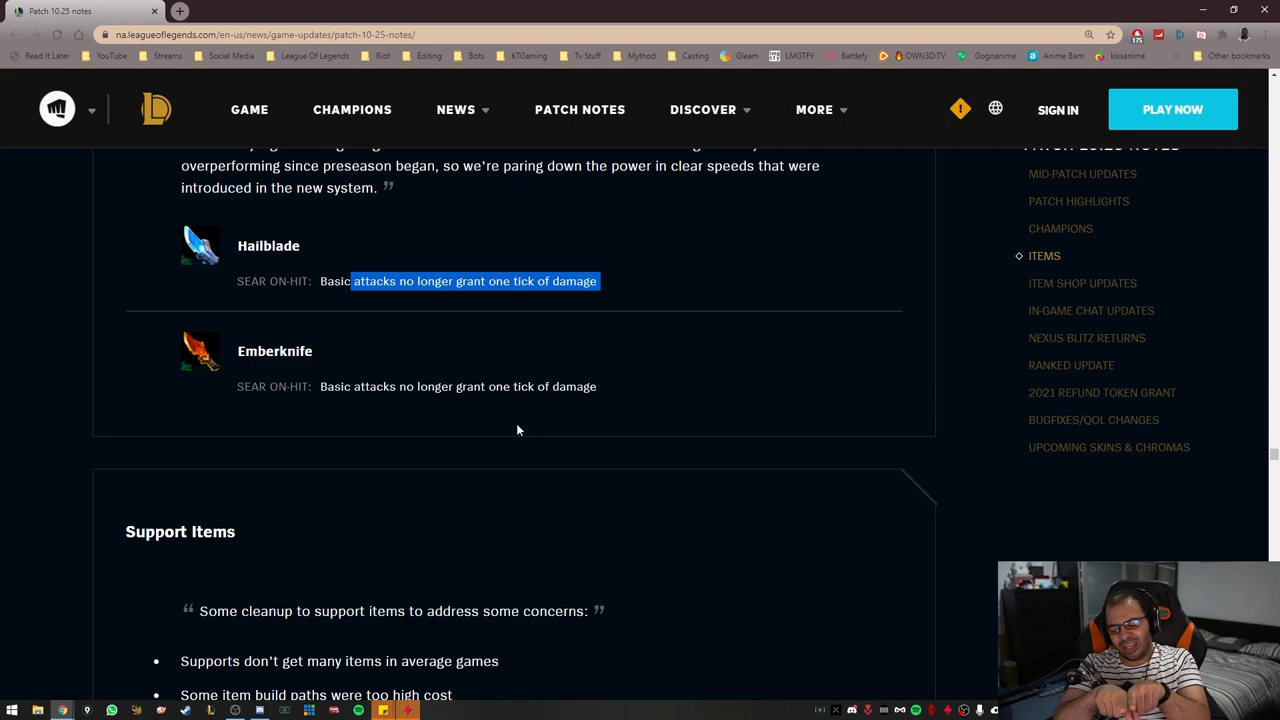 Patch 10.25 notes
na.leagueoflegends.com/en-us/news/game-updates/patch-10-25-notes/
175
Read It Later YouTube Streams Social Media League Of Legends Riot Editing Bots KTGaming Tv Stuff Mythod Casting Gleam LMGTFY Battlefy OWN3D:TV Gogoanime Anime Bam kissanime Other bookmarks
GAME CHAMPIONS NEWS PATCH NOTES DISCOVER MORE SIGN IN PLAY NOW
overperforming since preseason began, so we're paring down the power in clear speeds that were
introduced in the new system. ”
Hailblade
SEAR ON-HIT: Basic attacks no longer grant one tick of damage
Emberknife
SEAR ON-HIT: Basic attacks no longer grant one tick of damage
Support Items
“ Some cleanup to support items to address some concerns: ”
• Supports don't get many items in average games
• Some item build paths were too high cost
PATCH 10.25 NOTES
MID-PATCH UPDATES
PATCH HIGHLIGHTS
CHAMPIONS
ITEMS
ITEM SHOP UPDATES
IN-GAME CHAT UPDATES
NEXUS BLITZ RETURNS
RANKED UPDATE
2021 REFUND TOKEN GRANT
BUGFIXES/QOL CHANGES
UPCOMING SKINS & CHROMAS